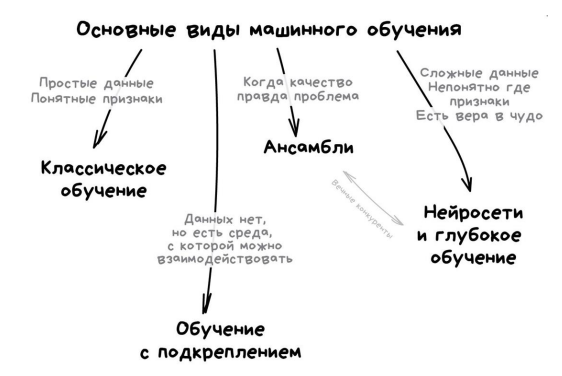 Основные виды машинного обучения
Простые данные
Понятные признаки
Классическое
обучение
Данных нет,
но есть среда,
с которой можно
взаимодействовать
Обучение
с подкреплением
Когда качество
правда проблема
Ансамбли
Вечные конкуренты
Сложные данные
Непонятно где
признаки
Есть вера в чудо
Нейросети
и глубокое
обучение